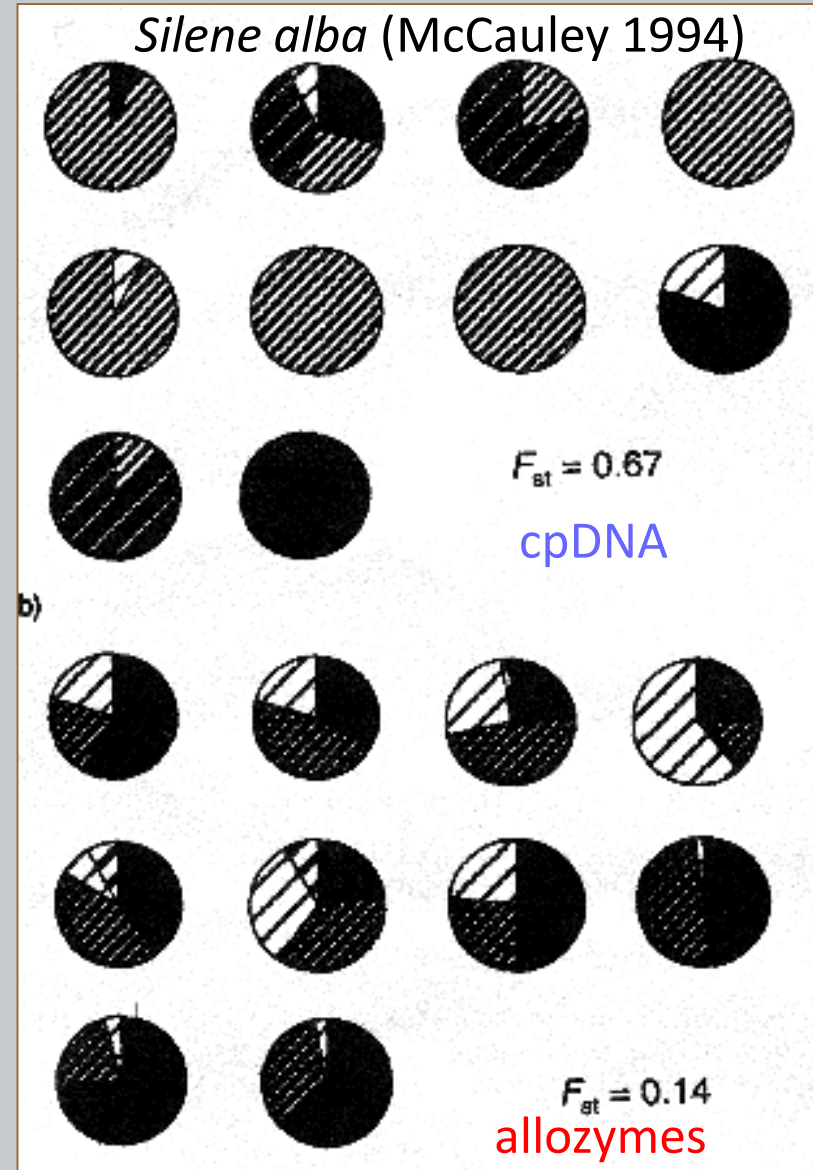 Silene alba (McCauley 1994)
Fst = 0.67
cpDNA
b)
Fst = 0.14
allozymes